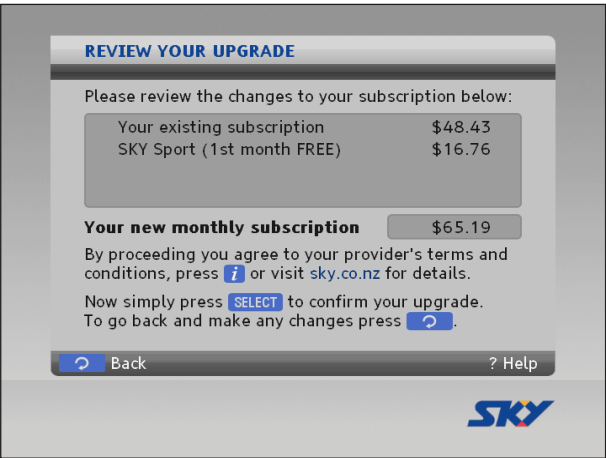 REVIEW YOUR UPGRADE
Please review the changes to your subscription below:
Your existing subscription $48.43
SKY Sport (1st month FREE) $16.76
Your new monthly subscription $65.19
By proceeding you agree to your provider's terms and
conditions, press i or visit sky.co.nz for details.
Now simply press SELECT to confirm your upgrade.
To go back and make any changes press .
Back ? Help
SKY